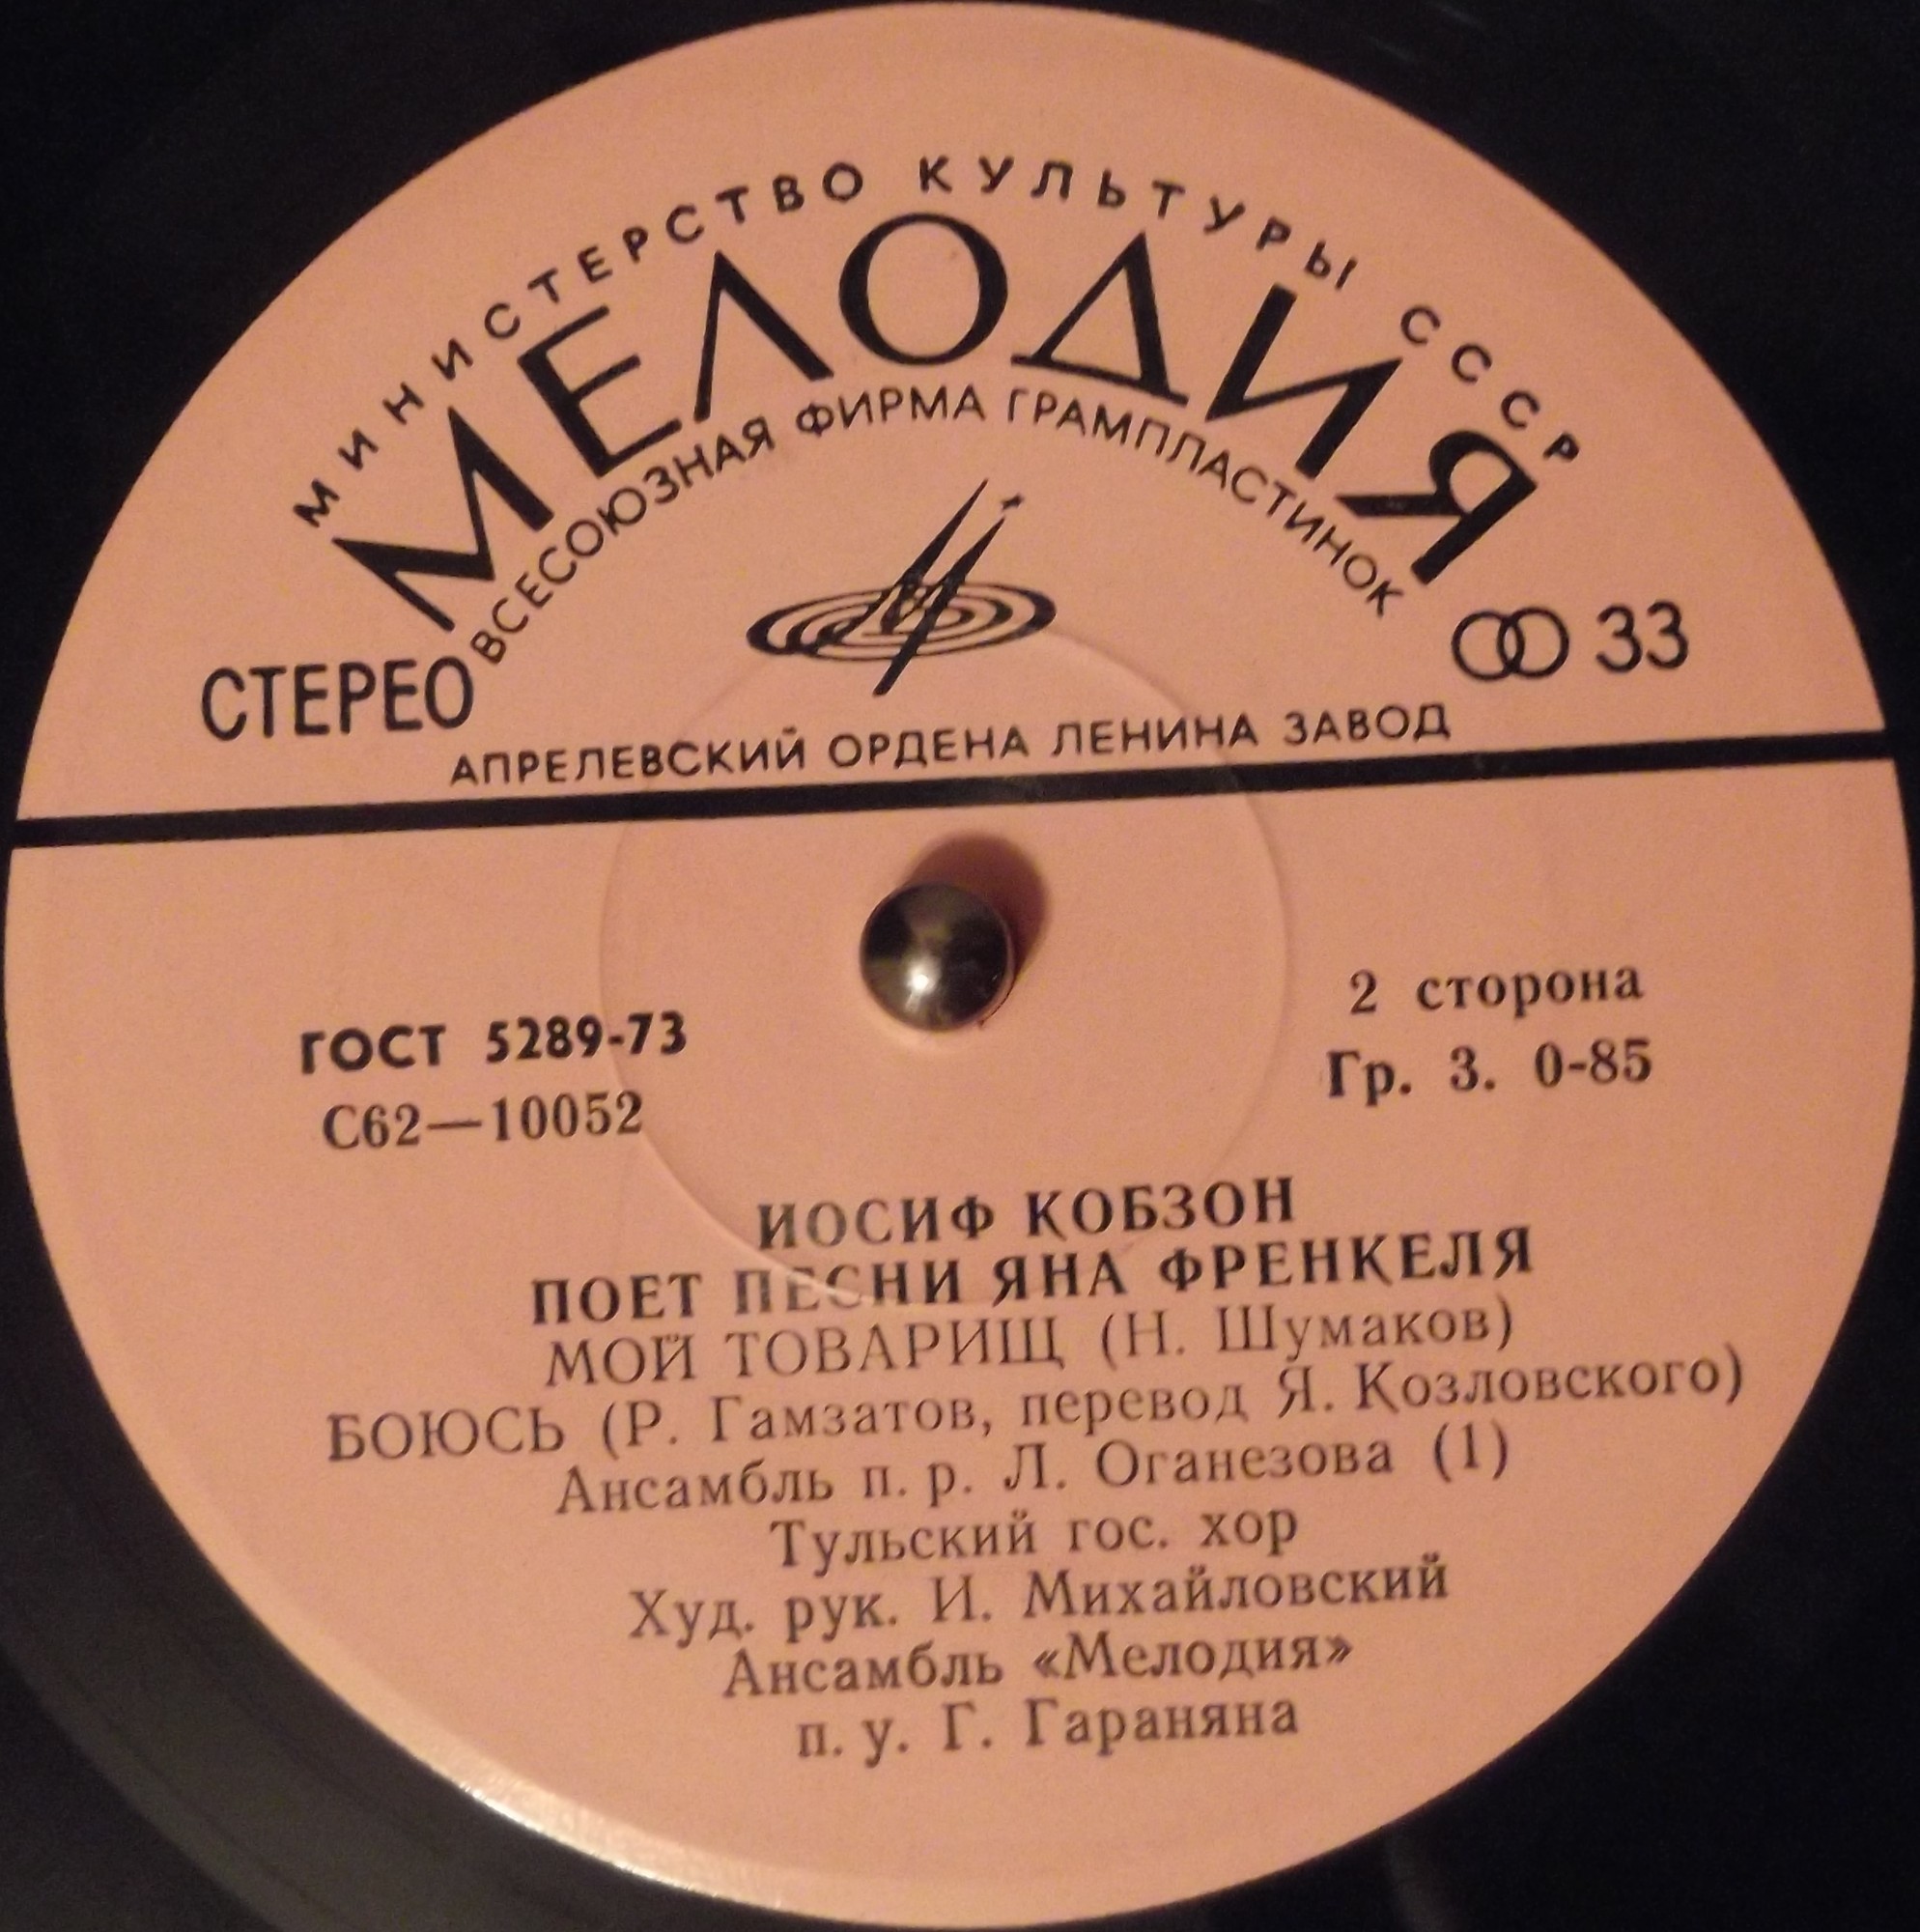 МИНИСТЕРСТВО КУЛЬТУРЫ СССР
МЕЛОДИЯ
ВСЕСОЮЗНАЯ ФИРМА ГРАМПЛАСТИНОК
СТЕРЕО
33
АПРЕЛЕВСКИЙ ОРДЕНА ЛЕНИНА ЗАВОД
ГОСТ 5289-73
С62—10052
2 сторона
Гр. 3. 0-85
ИОСИФ КОБЗОН
ПОЕТ ПЕСНИ ЯНА ФРЕНКЕЛЯ
МОЙ ТОВАРИЩ (Н. Шумаков)
БОЮСЬ (Р. Гамзатов, перевод Я. Козловского)
Ансамбль п. р. Л. Оганезова (1)
Тульский гос. хор
Худ. рук. И. Михайловский
Ансамбль «Мелодия»
п. у. Г. Гараняна